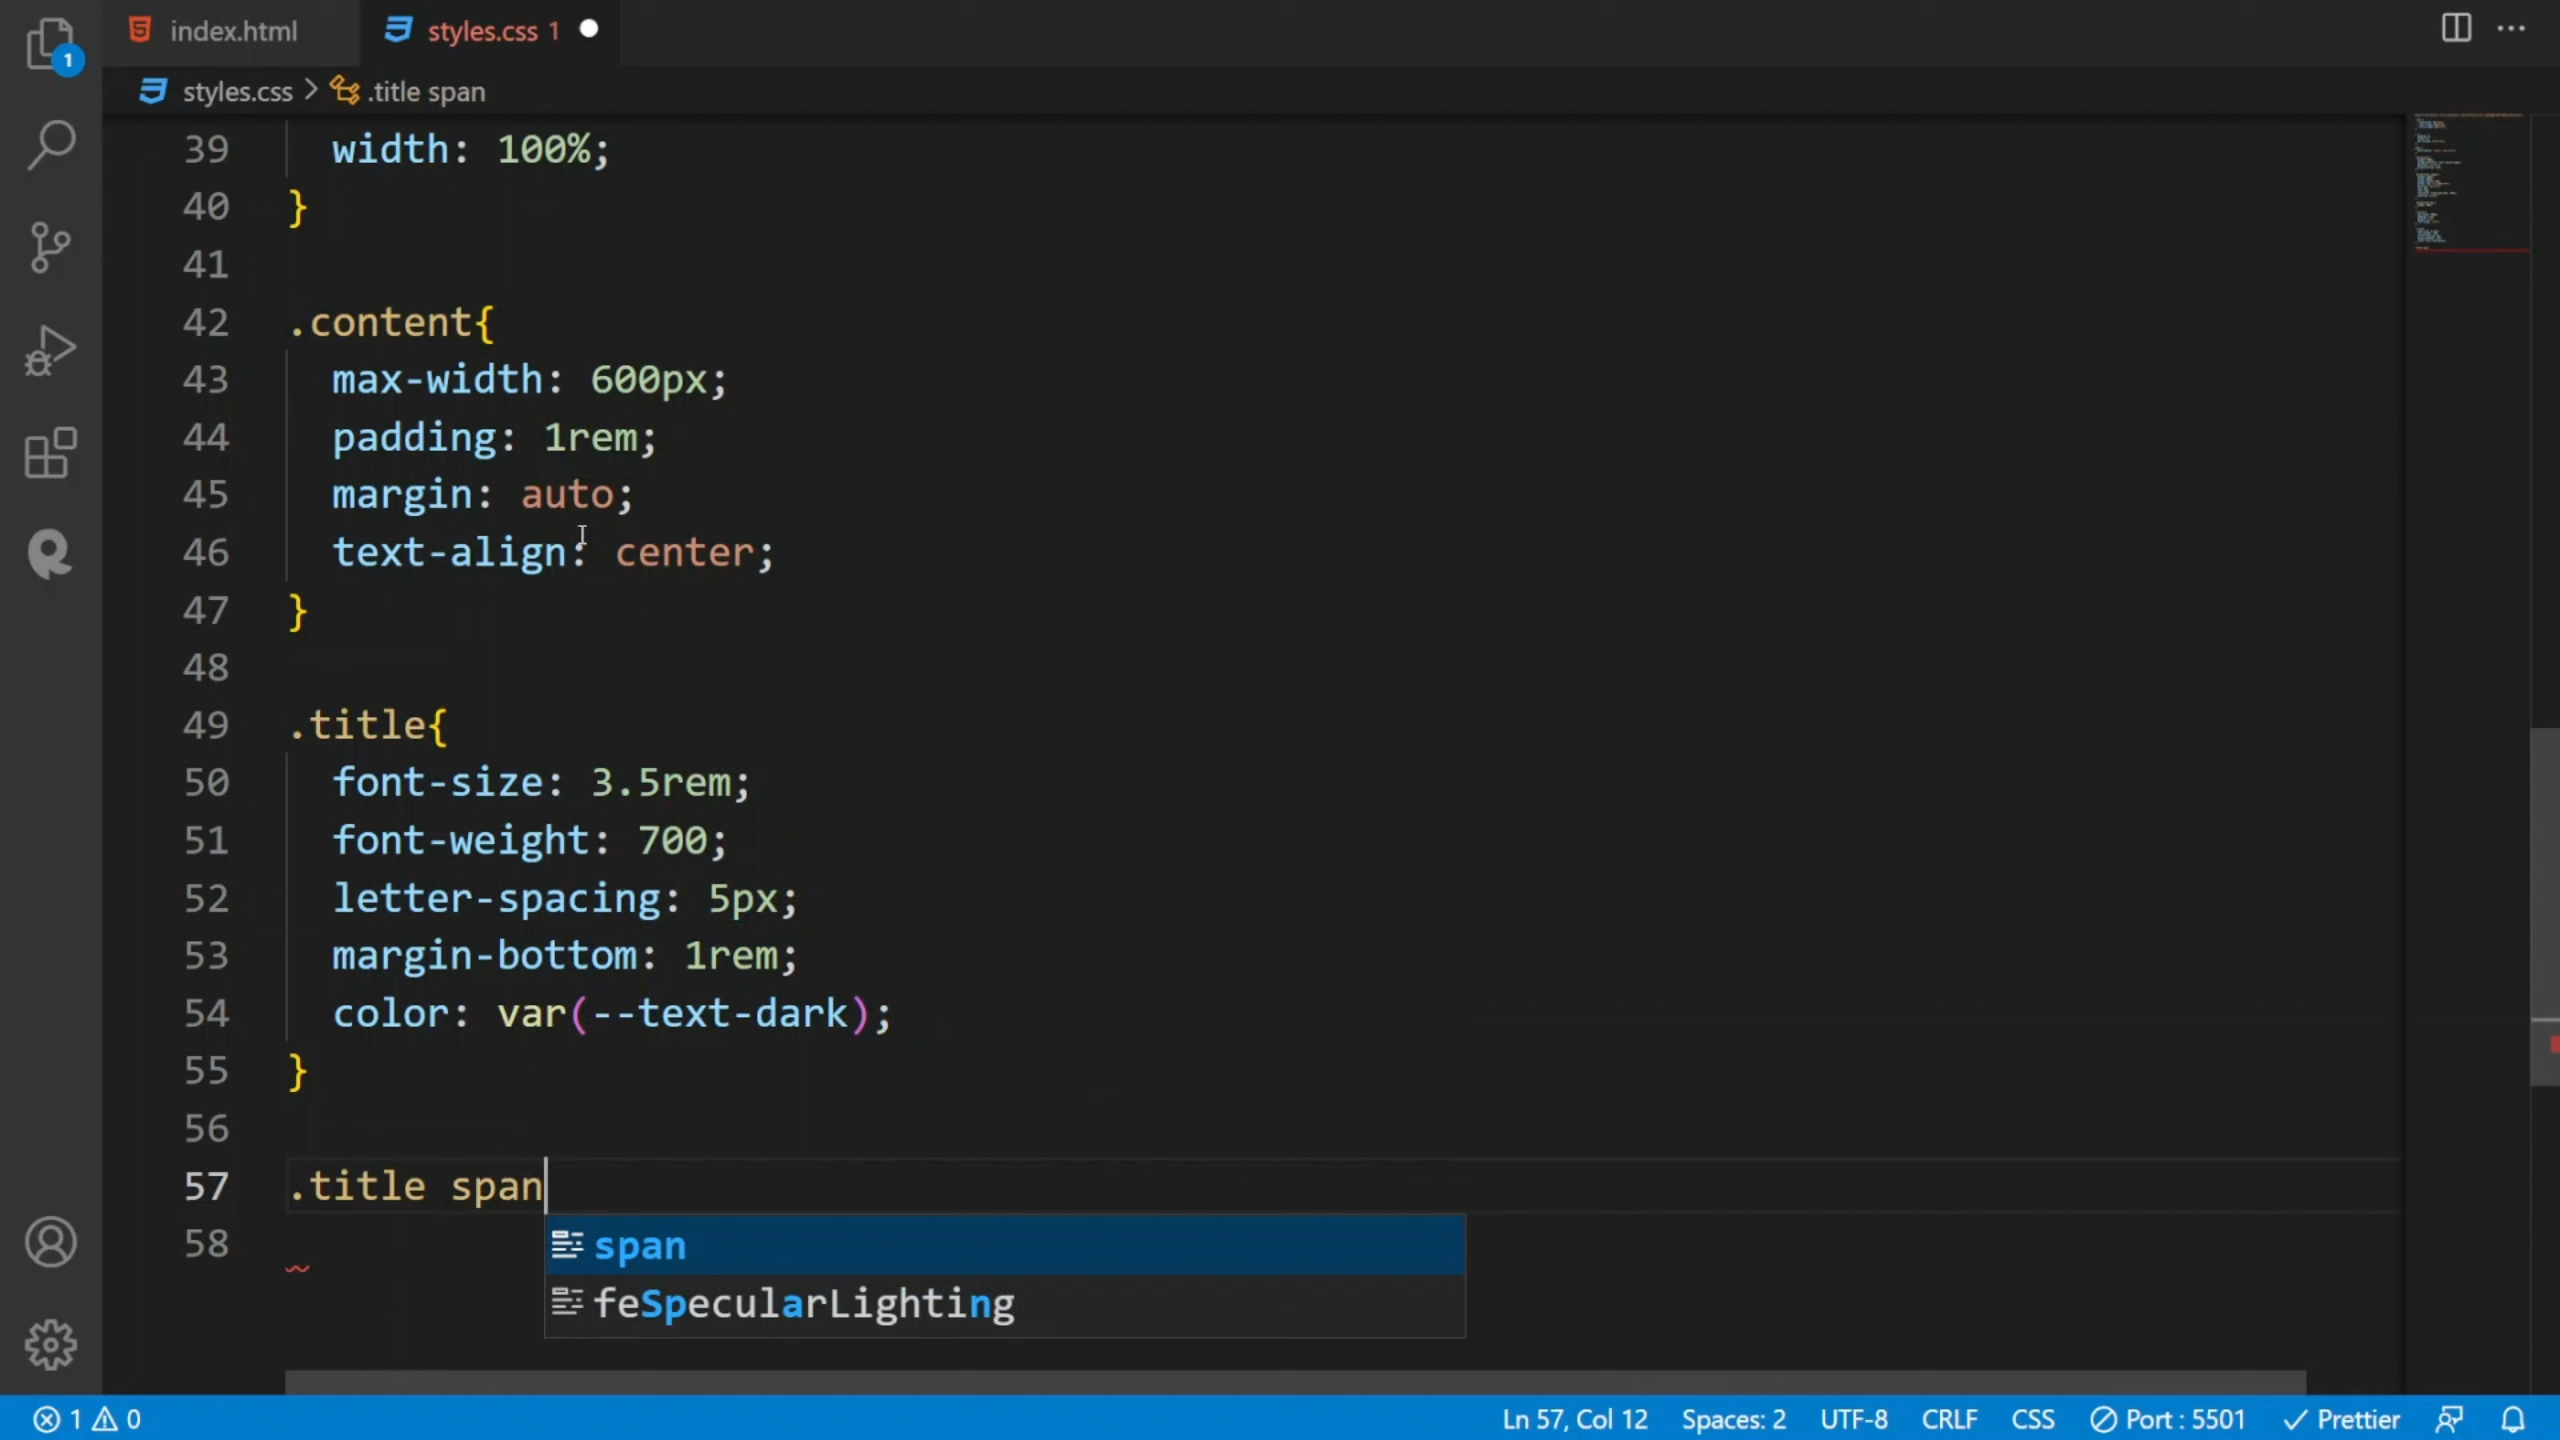 index.html
styles.css 1
1
styles.css > .title span
39 width: 100%;
40 }
41
42 .content{
43 max-width: 600px;
44 padding: 1rem;
45 margin: auto;
46 text-align: center;
47 }
48
49 .title{
50 font-size: 3.5rem;
51 font-weight: 700;
52 letter-spacing: 5px;
53 margin-bottom: 1rem;
54 color: var(--text-dark);
55 }
56
57 .title span
58
span
feSpecularLighting
1 0 Ln 57, Col 12 Spaces: 2 UTF-8 CRLF CSS Port : 5501 Prettier